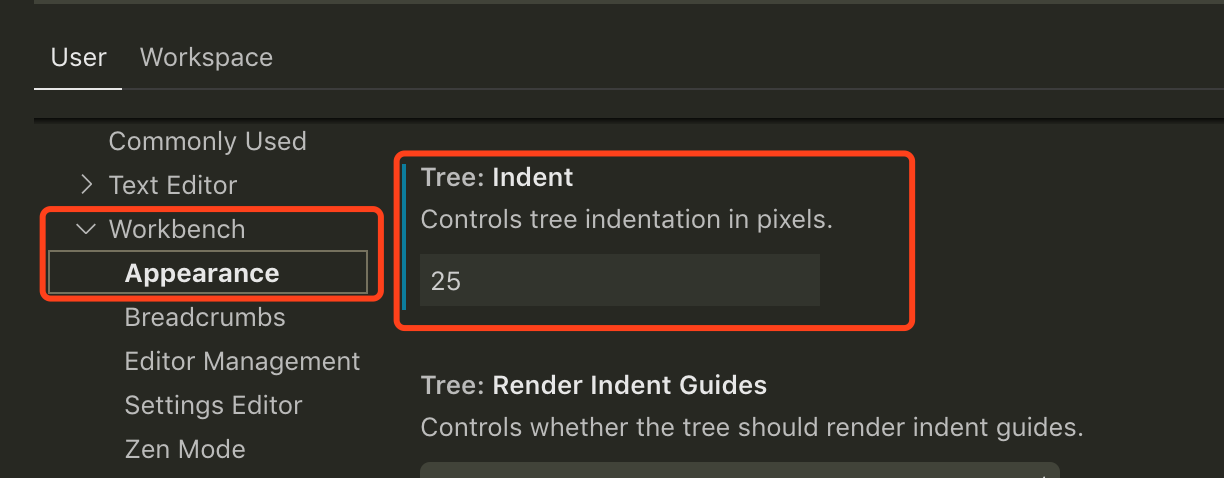 User Workspace
Commonly Used
Text Editor
Workbench
Appearance
Breadcrumbs
Editor Management
Settings Editor
Zen Mode
Tree: Indent
Controls tree indentation in pixels.
25
Tree: Render Indent Guides
Controls whether the tree should render indent guides.